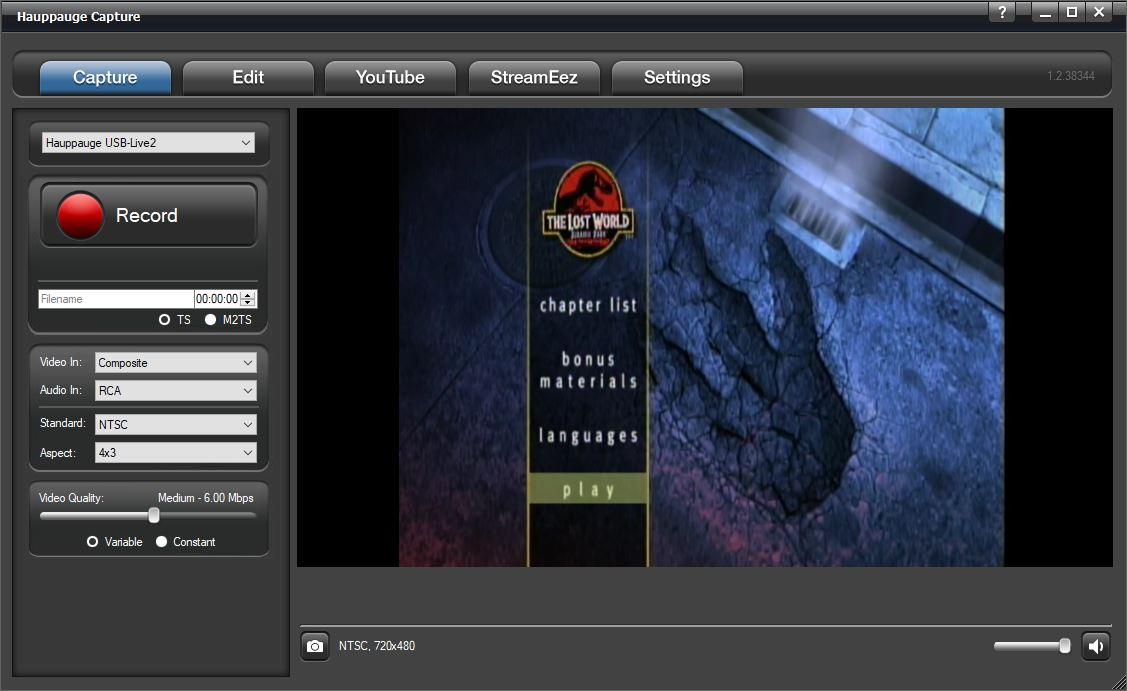 Hauppauge Capture
?
Capture
Edit
YouTube
StreamEez
Settings
1.2.38344
Hauppauge USB-Live2
Record
Filename
00:00:00
TS
M2TS
Video In:
Composite
Audio In:
RCA
Standard:
NTSC
Aspect:
4x3
Video Quality:
Medium - 6.00 Mbps
Variable
Constant
THE LOST WORLD
JURASSIC PARK
chapter list
bonus
materials
languages
play
NTSC, 720x480